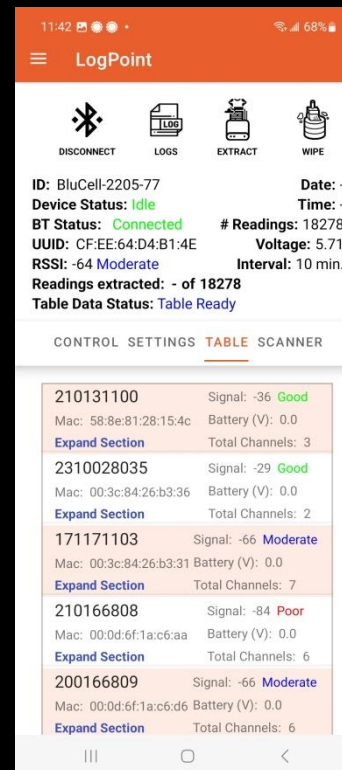 11:42 68%
LogPoint
LOG
DISCONNECT LOGS EXTRACT WIPE
ID: BluCell-2205-77 Date: -
Device Status: Idle Time: -
BT Status: Connected # Readings: 18278
UUID: CF:EE:64:D4:B1:4E Voltage: 5.71
RSSI: -64 Moderate Interval: 10 min.
Readings extracted: - of 18278
Table Data Status: Table Ready
CONTROL SETTINGS TABLE SCANNER
210131100 Signal: -36 Good
Mac: 58:8e:81:28:15:4c Battery (V): 0.0
Expand Section Total Channels: 3
2310028035 Signal: -29 Good
Mac: 00:3c:84:26:b3:36 Battery (V): 0.0
Expand Section Total Channels: 2
171171103 Signal: -66 Moderate
Mac: 00:3c:84:26:b3:31 Battery (V): 0.0
Expand Section Total Channels: 7
210166808 Signal: -84 Poor
Mac: 00:0d:6f:1a:c6:aa Battery (V): 0.0
Expand Section Total Channels: 6
200166809 Signal: -66 Moderate
Mac: 00:0d:6f:1a:c6:d6 Battery (V): 0.0
Expand Section Total Channels: 6